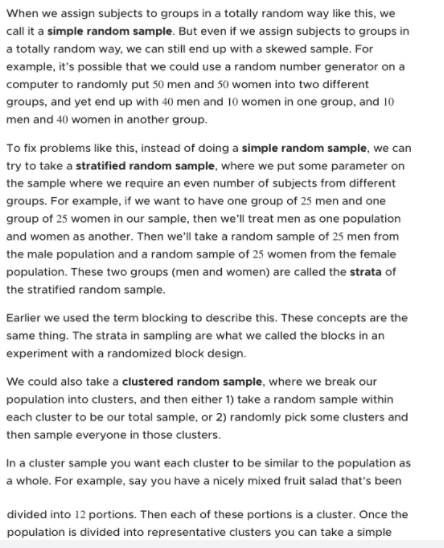 When we assign subjects to groups in a totally random way like this, we
call it a simple random sample. But even if we assign subjects to groups in
a totally random way, we can still end up with a skewed sample. For
example, it's possible that we could use a random number generator on a
computer to randomly put 50 men and 50 women into two different
groups, and yet end up with 40 men and 10 women in one group, and 10
men and 40 women in another group.
To fix problems like this, instead of doing a simple random sample, we can
try to take a stratified random sample, where we put some parameter on
the sample where we require an even number of subjects from different
groups. For example, if we want to have one group of 25 men and one
group of 25 women in our sample, then we'll treat men as one population
and women as another. Then we'll take a random sample of 25 men from
the male population and a random sample of 25 women from the female
population. These two groups (men and women) are called the strata of
the stratified random sample.
Earlier we used the term blocking to describe this. These concepts are the
same thing. The strata in sampling are what we called the blocks in an
experiment with a randomized block design.
We could also take a clustered random sample, where we break our
population into clusters, and then either 1) take a random sample within
each cluster to be our total sample, or 2) randomly pick some clusters and
then sample everyone in those clusters.
In a cluster sample you want each cluster to be similar to the population as
a whole. For example, say you have a nicely mixed fruit salad that's been
divided into 12 portions. Then each of these portions is a cluster. Once the
population is divided into representative clusters you can take a simple